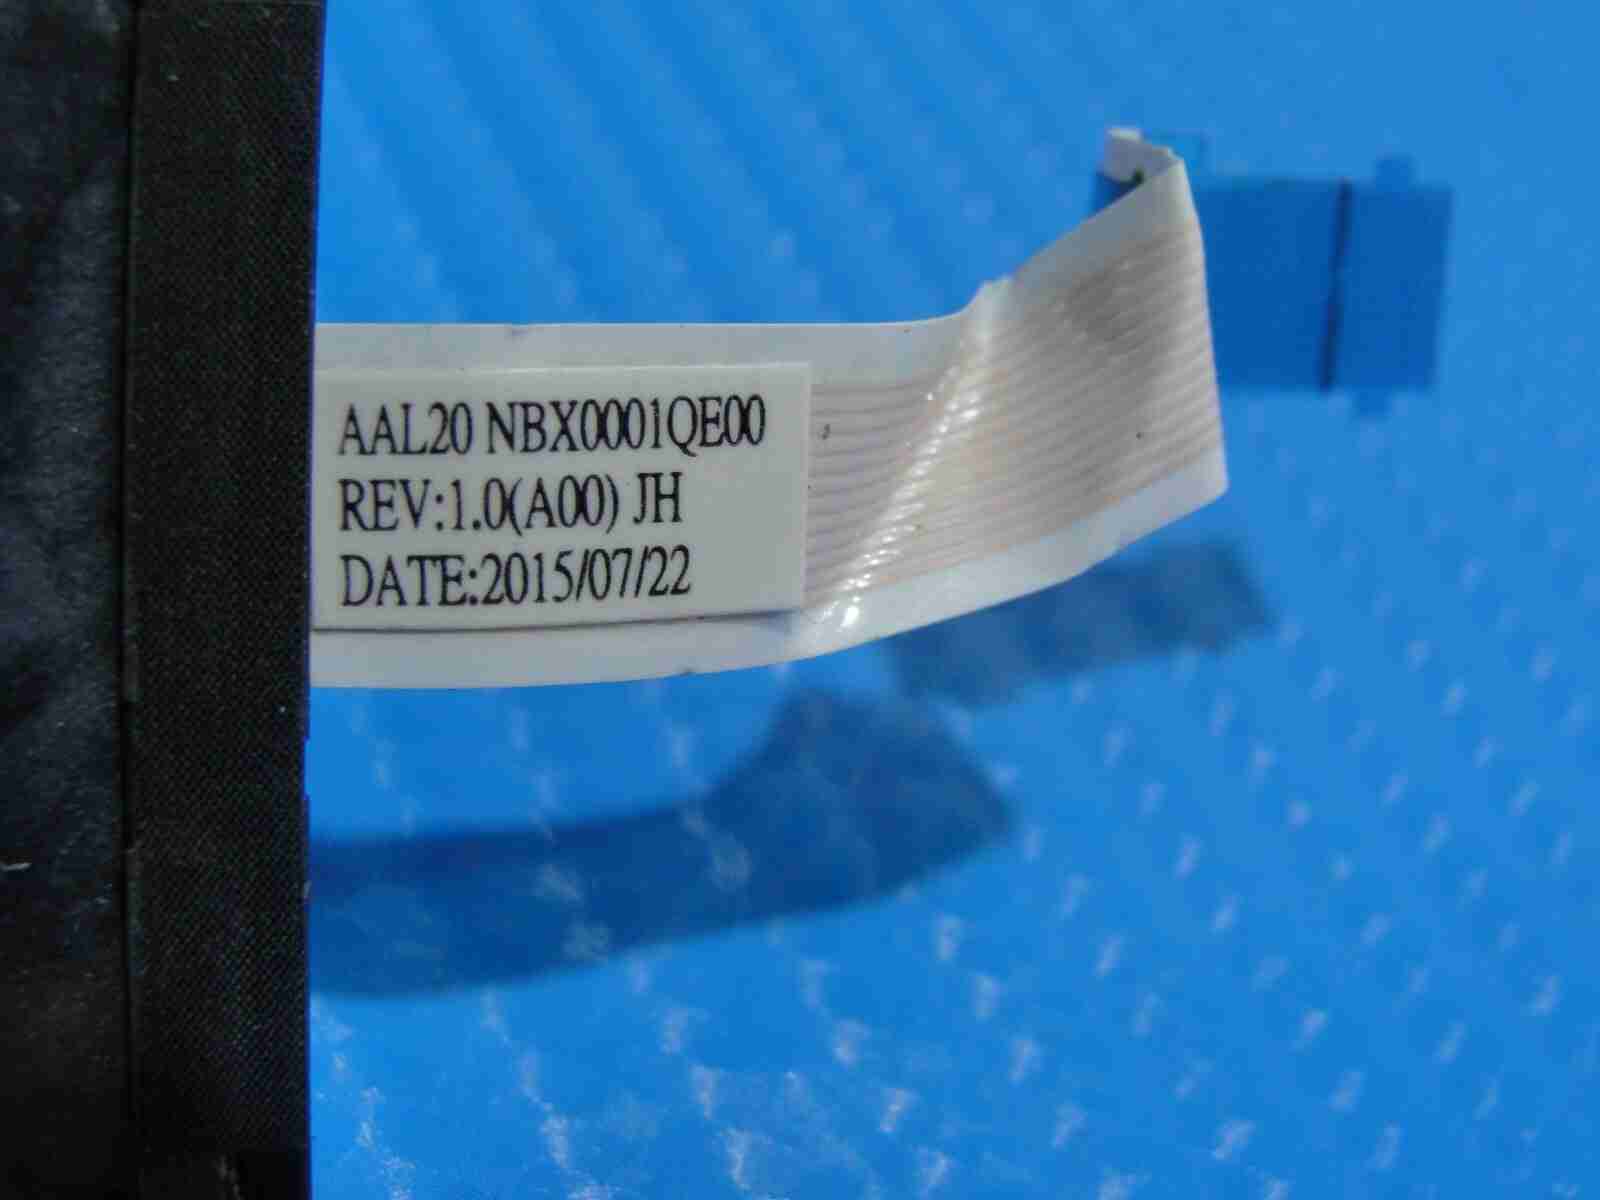 AAL20 NBX0001QE00
REV:1.0(A00) JH
DATE:2015/07/22